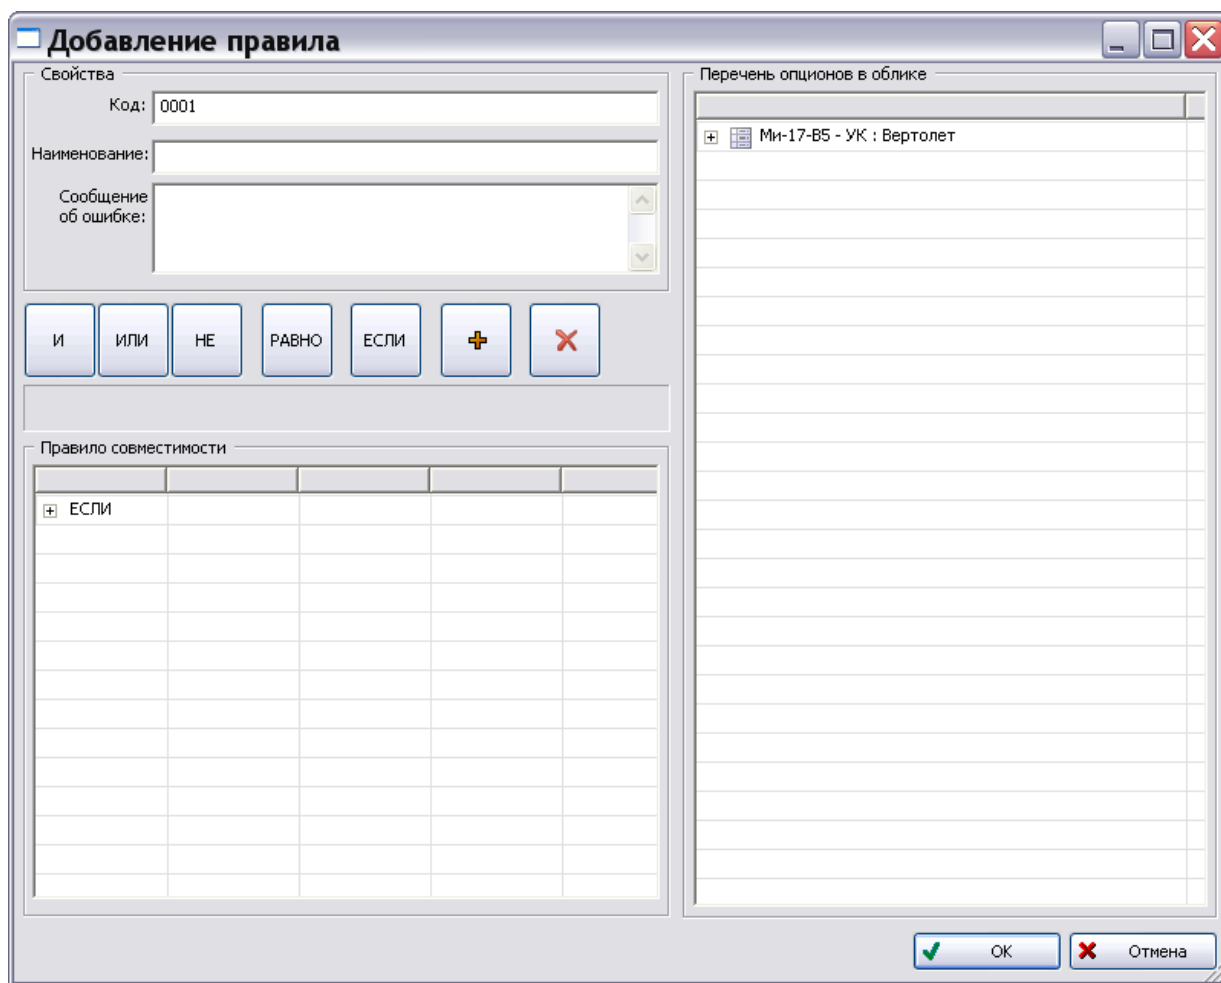 Добавление правила
Свойства
Код: 0001
Наименование:
Сообщение
об ошибке:
И ИЛИ НЕ РАВНО ЕСЛИ
Правило совместимости
ЕСЛИ
Перечень опционов в облике
Ми-17-В5 - УК : Вертолет
ОК Отмена